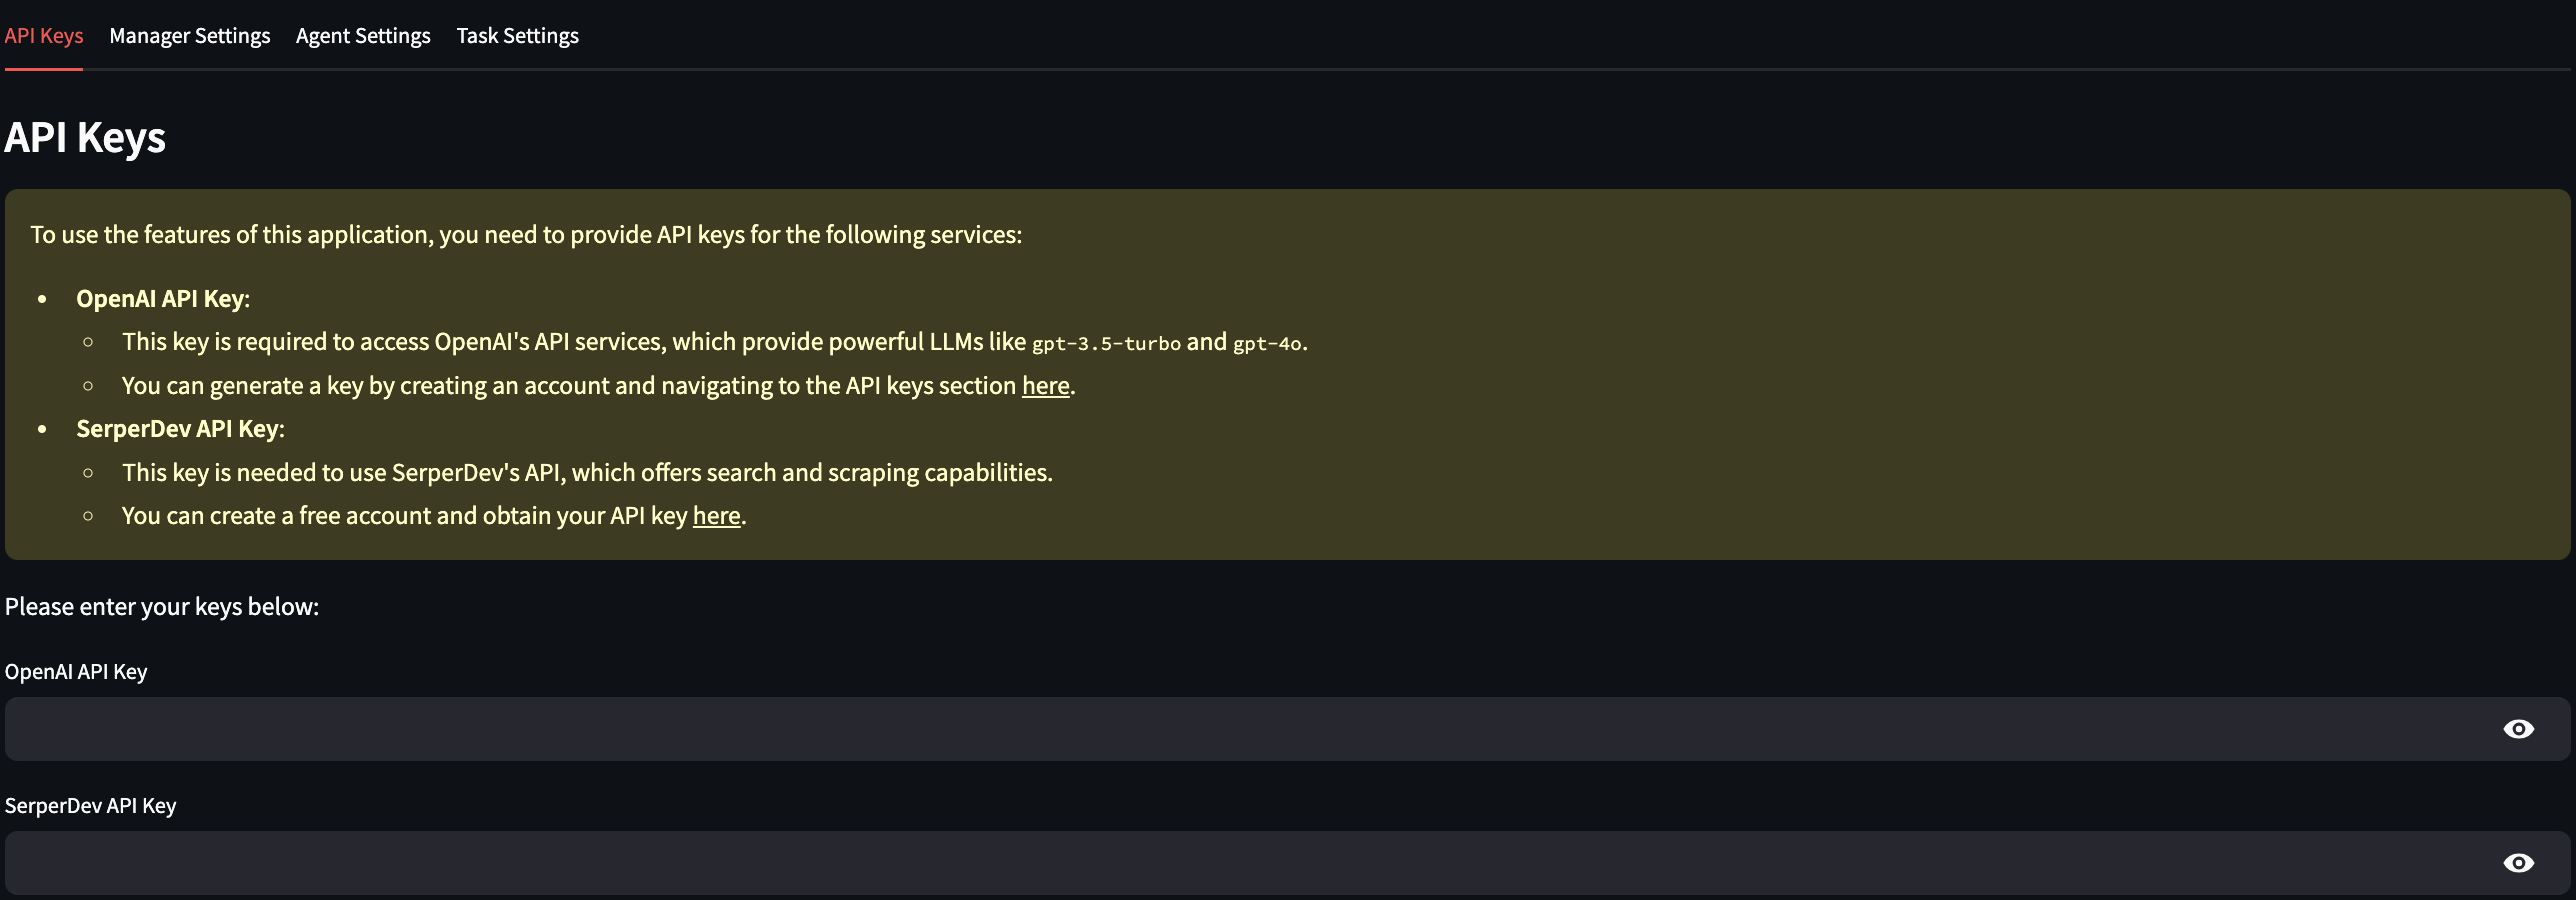 API Keys Manager Settings Agent Settings Task Settings
API Keys
To use the features of this application, you need to provide API keys for the following services:
• OpenAI API Key:
○ This key is required to access OpenAI's API services, which provide powerful LLMs like gpt-3.5-turbo and gpt-4o.
○ You can generate a key by creating an account and navigating to the API keys section here.
• SerperDev API Key:
○ This key is needed to use SerperDev's API, which offers search and scraping capabilities.
○ You can create a free account and obtain your API key here.
Please enter your keys below:
OpenAI API Key
SerperDev API Key